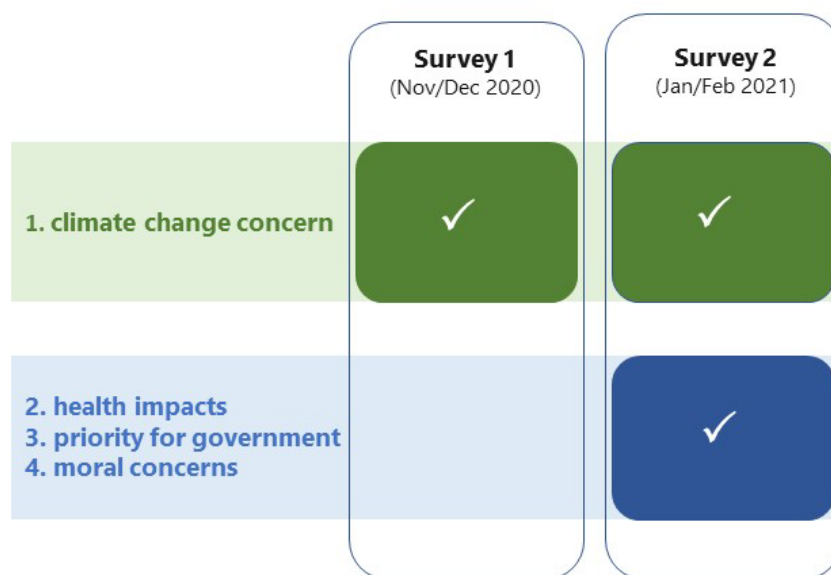 Survey 1
(Nov/Dec 2020)
Survey 2
(Jan/Feb 2021)
1. climate change concern
2. health impacts
3. priority for government
4. moral concerns